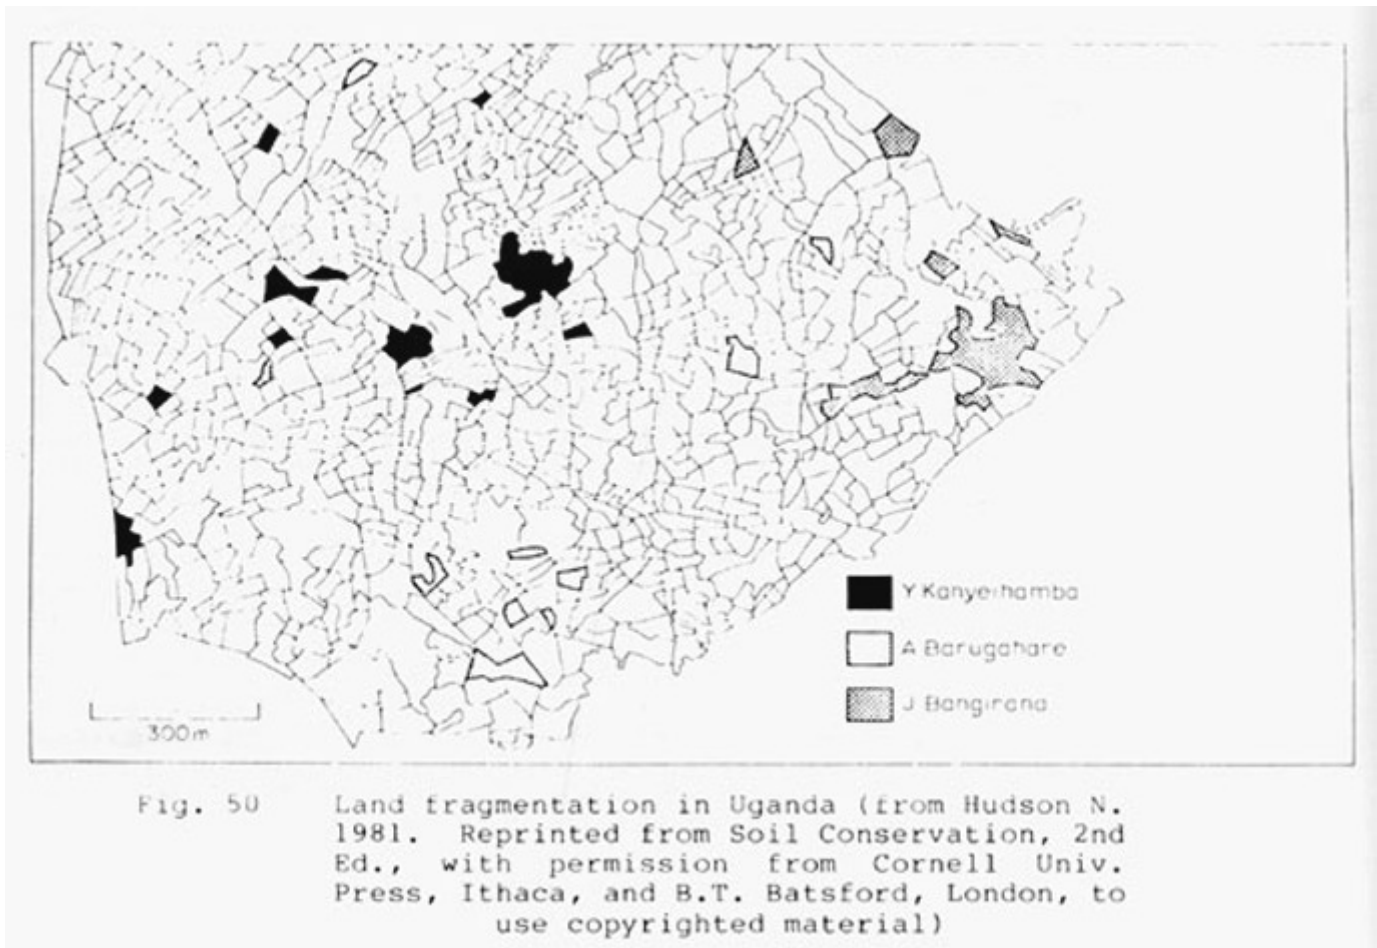 Y Kanyeihamba
A Barugahare
J Bangirana
300m
Fig. 50 Land fragmentation in Uganda (from Hudson N.
1981. Reprinted from Soil Conservation, 2nd
Ed., with permission from Cornell Univ.
Press, Ithaca, and B.T. Batsford, London, to
use copyrighted material)